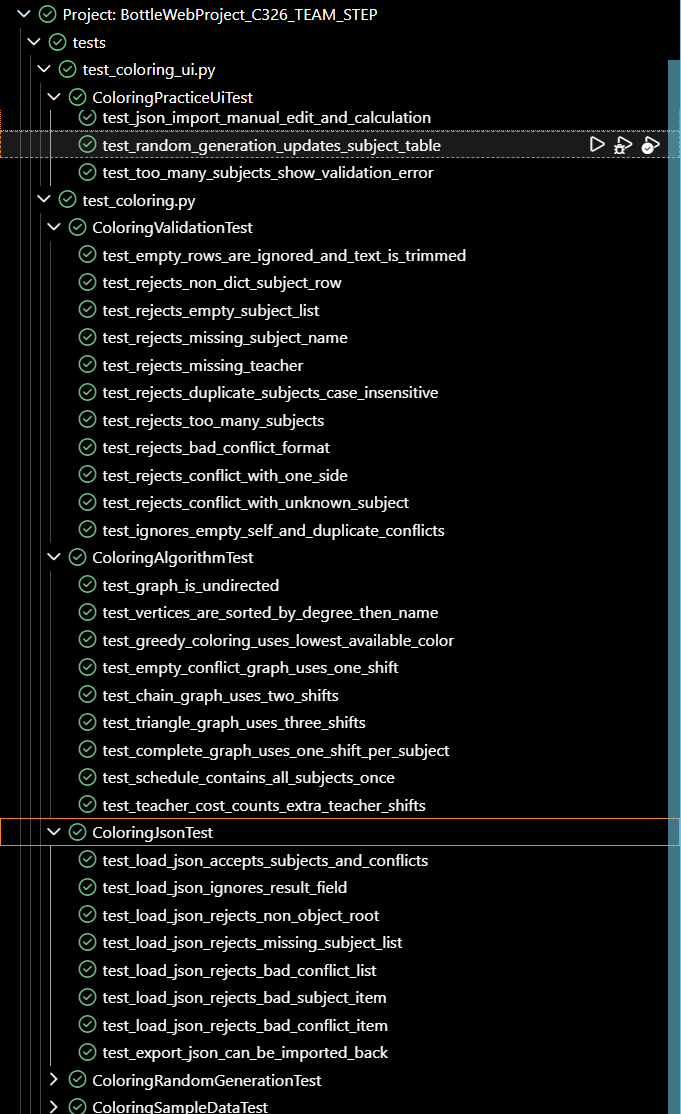 Project: BottleWebProject_C326_TEAM_STEP
tests
test_coloring_ui.py
ColoringPracticeUiTest
test_json_import_manual_edit_and_calculation
test_random_generation_updates_subject_table
test_too_many_subjects_show_validation_error
test_coloring.py
ColoringValidationTest
test_empty_rows_are_ignored_and_text_is_trimmed
test_rejects_non_dict_subject_row
test_rejects_empty_subject_list
test_rejects_missing_subject_name
test_rejects_missing_teacher
test_rejects_duplicate_subjects_case_insensitive
test_rejects_too_many_subjects
test_rejects_bad_conflict_format
test_rejects_conflict_with_one_side
test_rejects_conflict_with_unknown_subject
test_ignores_empty_self_and_duplicate_conflicts
ColoringAlgorithmTest
test_graph_is_undirected
test_vertices_are_sorted_by_degree_then_name
test_greedy_coloring_uses_lowest_available_color
test_empty_conflict_graph_uses_one_shift
test_chain_graph_uses_two_shifts
test_triangle_graph_uses_three_shifts
test_complete_graph_uses_one_shift_per_subject
test_schedule_contains_all_subjects_once
test_teacher_cost_counts_extra_teacher_shifts
ColoringJsonTest
test_load_json_accepts_subjects_and_conflicts
test_load_json_ignores_result_field
test_load_json_rejects_non_object_root
test_load_json_rejects_missing_subject_list
test_load_json_rejects_bad_conflict_list
test_load_json_rejects_bad_subject_item
test_load_json_rejects_bad_conflict_item
test_export_json_can_be_imported_back
ColoringRandomGenerationTest
ColoringSampleDataTest